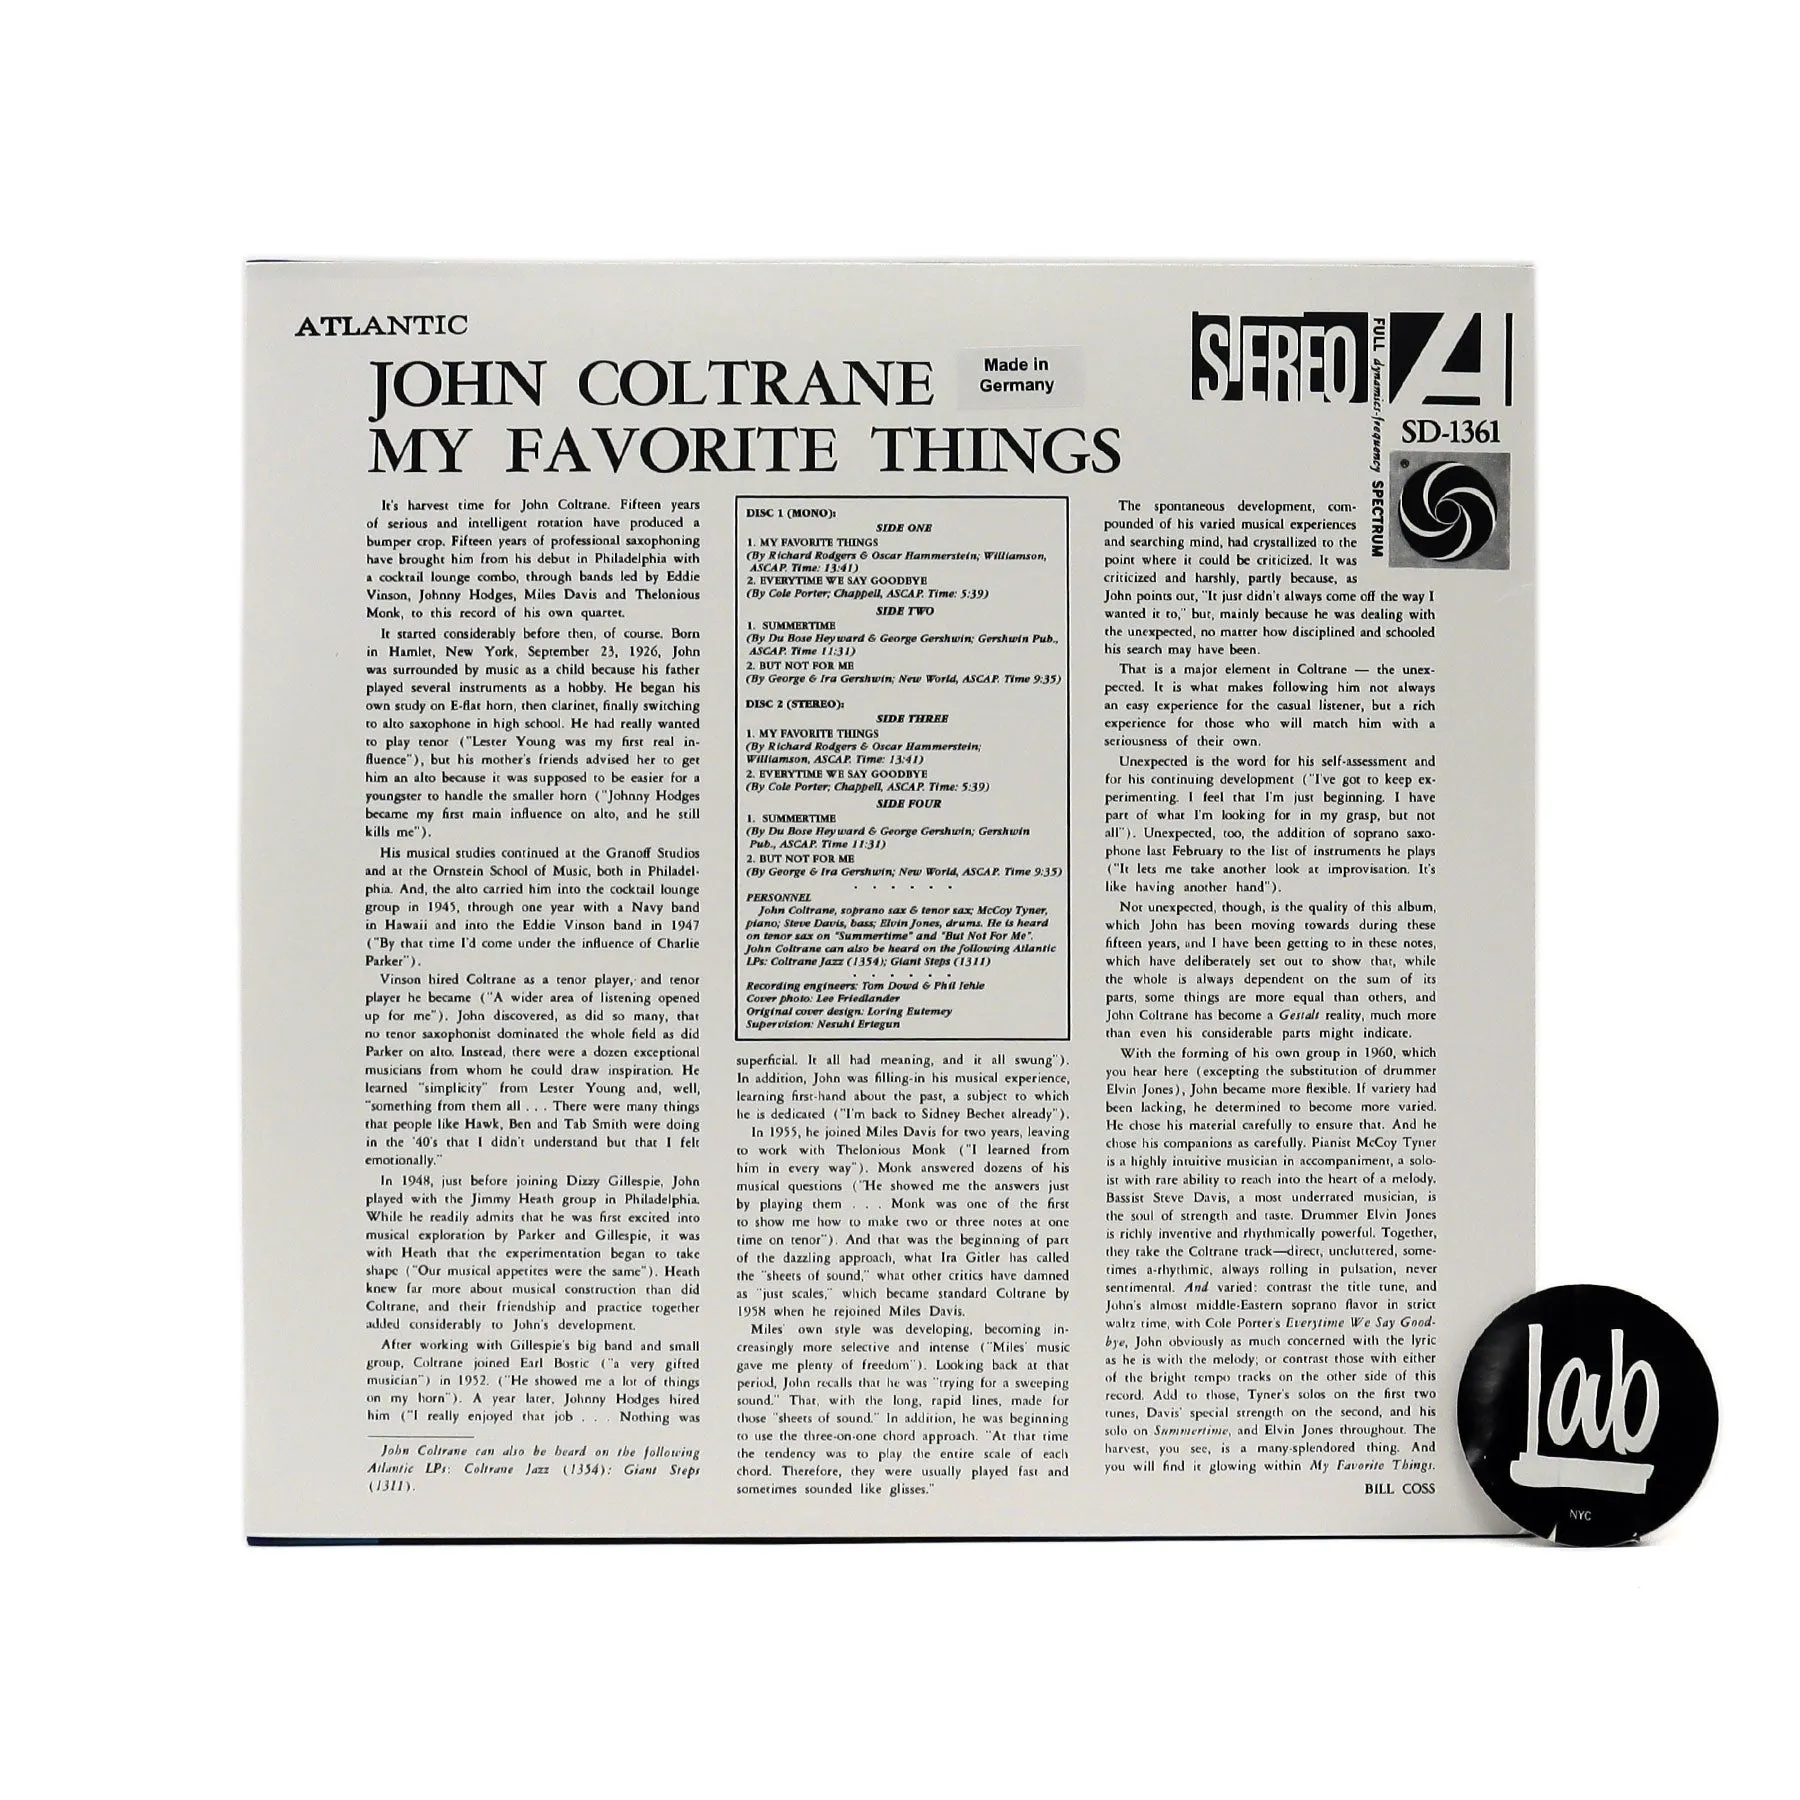 ATLANTIC
JOHN COLTRANE
MY FAVORITE THINGS
Made in
Germany
STEREO
FULL dynamics-frequency SPECTRUM
A
SD-1361
®
It's harvest time for John Coltrane. Fifteen years
of serious and intelligent rotation have produced a
bumper crop. Fifteen years of professional saxophoning
have brought him from his debut in Philadelphia with
a cocktail lounge combo, through bands led by Eddie
Vinson, Johnny Hodges, Miles Davis and Thelonious
Monk, to this record of his own quartet.
It started considerably before then, of course. Born
in Hamlet, New York, September 23, 1926, John
was surrounded by music as a child because his father
played several instruments as a hobby. He began his
own study on E-flat horn, then clarinet, finally switching
to alto saxophone in high school. He had really wanted
to play tenor ("Lester Young was my first real in-
fluence"), but his mother's friends advised her to get
him an alto because it was supposed to be easier for a
youngster to handle the smaller horn ("Johnny Hodges
became my first main influence on alto, and he still
kills me").
His musical studies continued at the Granoff Studios
and at the Ornstein School of Music, both in Philadel-
phia. And, the alto carried him into the cocktail lounge
group in 1945, through one year with a Navy band
in Hawaii and into the Eddie Vinson band in 1947
("By that time I'd come under the influence of Charlie
Parker").
Vinson hired Coltrane as a tenor player, and tenor
player he became ("A wider area of listening opened
up for me"). John discovered, as did so many, that
no tenor saxophonist dominated the whole field as did
Parker on alto. Instead, there were a dozen exceptional
musicians from whom he could draw inspiration. He
learned "simplicity" from Lester Young and, well,
"something from them all . . . There were many things
that people like Hawk, Ben and Tab Smith were doing
in the '40's that I didn't understand but that I felt
emotionally."
In 1948, just before joining Dizzy Gillespie, John
played with the Jimmy Heath group in Philadelphia.
While he readily admits that he was first excited into
musical exploration by Parker and Gillespie, it was
with Heath that the experimentation began to take
shape ("Our musical appetites were the same"). Heath
knew far more about musical construction than did
Coltrane, and their friendship and practice together
added considerably to John's development.
After working with Gillespie's big band and small
group, Coltrane joined Earl Bostic ("a very gifted
musician") in 1952. ("He showed me a lot of things
on my horn"). A year later, Johnny Hodges hired
him ("I really enjoyed that job . . . Nothing was
John Coltrane can also be heard on the following
Atlantic LPs: Coltrane Jazz (1354); Giant Steps
(1311).
DISC 1 (MONO):
SIDE ONE
1. MY FAVORITE THINGS
(By Richard Rodgers & Oscar Hammerstein; Williamson,
ASCAP. Time: 13:41)
2. EVERYTIME WE SAY GOODBYE
(By Cole Porter; Chappell, ASCAP. Time: 5:39)
SIDE TWO
1. SUMMERTIME
(By Du Bose Heyward & George Gershwin; Gershwin Pub.,
ASCAP. Time 11:31)
2. BUT NOT FOR ME
(By George & Ira Gershwin; New World, ASCAP. Time 9:35)
DISC 2 (STEREO):
SIDE THREE
1. MY FAVORITE THINGS
(By Richard Rodgers & Oscar Hammerstein;
Williamson, ASCAP. Time: 13:41)
2. EVERYTIME WE SAY GOODBYE
(By Cole Porter; Chappell, ASCAP. Time: 5:39)
SIDE FOUR
1. SUMMERTIME
(By Du Bose Heyward & George Gershwin; Gershwin
Pub., ASCAP. Time 11:31)
2. BUT NOT FOR ME
(By George & Ira Gershwin; New World, ASCAP. Time 9:35)
. . . . . .
PERSONNEL
John Coltrane, soprano sax & tenor sax; McCoy Tyner,
piano; Steve Davis, bass; Elvin Jones, drums. He is heard
on tenor sax on "Summertime" and "But Not For Me".
John Coltrane can also be heard on the following Atlantic
LPs: Coltrane Jazz (1354); Giant Steps (1311)
. . . . . .
Recording engineers: Tom Dowd & Phil Iehle
Cover photo: Lee Friedlander
Original cover design: Loring Eutemey
Supervision: Nesuhi Ertegun
superficial. It all had meaning, and it all swung").
In addition, John was filling-in his musical experience,
learning first-hand about the past, a subject to which
he is dedicated ("I'm back to Sidney Bechet already").
In 1955, he joined Miles Davis for two years, leaving
to work with Thelonious Monk ("I learned from
him in every way"). Monk answered dozens of his
musical questions ("He showed me the answers just
by playing them . . . Monk was one of the first
to show me how to make two or three notes at one
time on tenor"). And that was the beginning of part
of the dazzling approach, what Ira Gitler has called
the "sheets of sound," what other critics have damned
as "just scales," which became standard Coltrane by
1958 when he rejoined Miles Davis.
Miles' own style was developing, becoming in-
creasingly more selective and intense ("Miles' music
gave me plenty of freedom"). Looking back at that
period, John recalls that he was "trying for a sweeping
sound." That, with the long, rapid lines, made for
those "sheets of sound." In addition, he was beginning
to use the three-on-one chord approach. "At that time
the tendency was to play the entire scale of each
chord. Therefore, they were usually played fast and
sometimes sounded like glisses."
The spontaneous development, com-
pounded of his varied musical experiences
and searching mind, had crystallized to the
point where it could be criticized. It was
criticized and harshly, partly because, as
John points out, "It just didn't always come off the way I
wanted it to," but, mainly because he was dealing with
the unexpected, no matter how disciplined and schooled
his search may have been.
That is a major element in Coltrane — the unex-
pected. It is what makes following him not always
an easy experience for the casual listener, but a rich
experience for those who will match him with a
seriousness of their own.
Unexpected is the word for his self-assessment and
for his continuing development ("I've got to keep ex-
perimenting. I feel that I'm just beginning. I have
part of what I'm looking for in my grasp, but not
all"). Unexpected, too, the addition of soprano saxo-
phone last February to the list of instruments he plays
("It lets me take another look at improvisation. It's
like having another hand").
Not unexpected, though, is the quality of this album,
which John has been moving towards during these
fifteen years, and I have been getting to in these notes,
which have deliberately set out to show that, while
the whole is always dependent on the sum of its
parts, some things are more equal than others, and
John Coltrane has become a Gestalt reality, much more
than even his considerable parts might indicate.
With the forming of his own group in 1960, which
you hear here (excepting the substitution of drummer
Elvin Jones), John became more flexible. If variety had
been lacking, he determined to become more varied.
He chose his material carefully to ensure that. And he
chose his companions as carefully. Pianist McCoy Tyner
is a highly intuitive musician in accompaniment, a solo-
ist with rare ability to reach into the heart of a melody.
Bassist Steve Davis, a most underrated musician, is
the soul of strength and taste. Drummer Elvin Jones
is richly inventive and rhythmically powerful. Together,
they take the Coltrane track—direct, uncluttered, some-
times a-rhythmic, always rolling in pulsation, never
sentimental. And varied: contrast the title tune, and
John's almost middle-Eastern soprano flavor in strict
waltz time, with Cole Porter's Everytime We Say Good-
bye, John obviously as much concerned with the lyric
as he is with the melody; or contrast those with either
of the bright tempo tracks on the other side of this
record. Add to those, Tyner's solos on the first two
tunes, Davis' special strength on the second, and his
solo on Summertime, and Elvin Jones throughout. The
harvest, you see, is a many-splendored thing. And
you will find it glowing within My Favorite Things.
BILL COSS
Lab
NYC